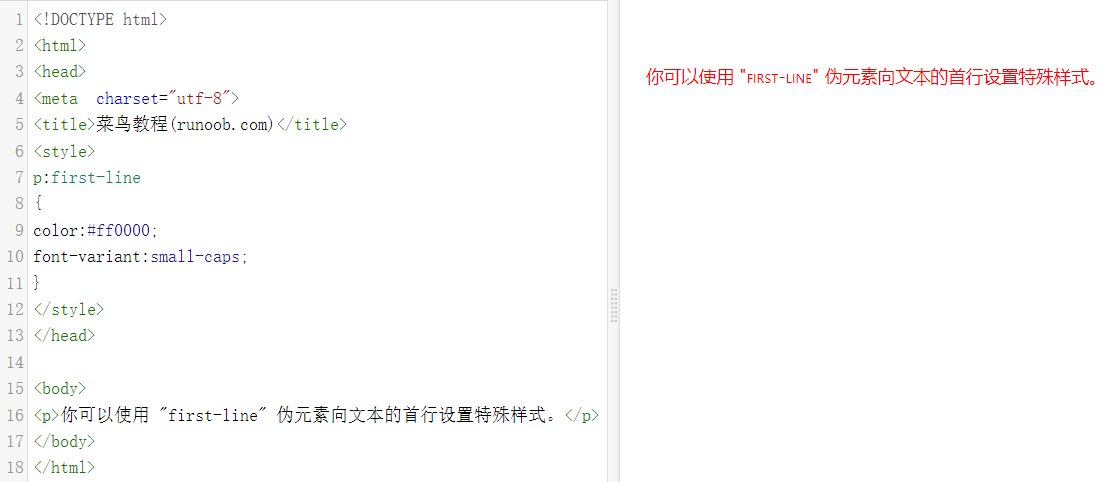 1 <!DOCTYPE html>
2 <html>
3 <head>
4 <meta  charset="utf-8">
5 <title>菜鸟教程(runoob.com)</title>
6 <style>
7 p:first-line
8 {
9 color:#ff0000;
10 font-variant:small-caps;
11 }
12 </style>
13 </head>
14
15 <body>
16 <p>你可以使用 "first-line" 伪元素向文本的首行设置特殊样式。</p>
17 </body>
18 </html>
你可以使用 "FIRST-LINE" 伪元素向文本的首行设置特殊样式。